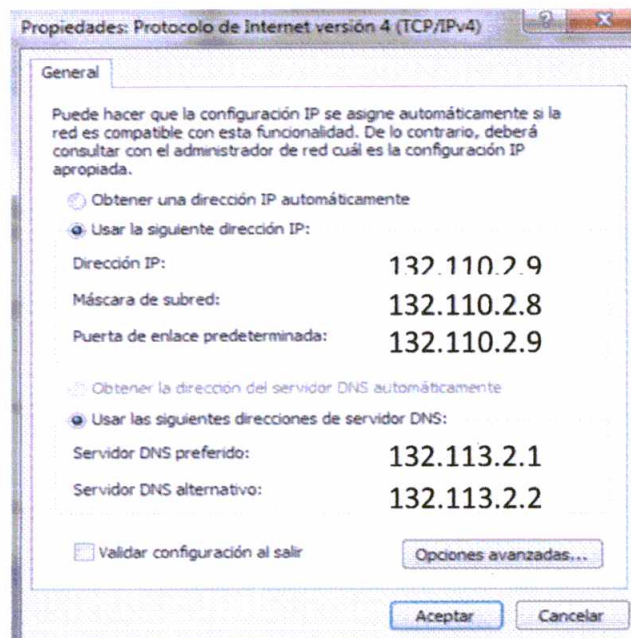 Propiedades: Protocolo de Internet versión 4 (TCP/IPv4)
General
Puede hacer que la configuración IP se asigne automáticamente si la
red es compatible con esta funcionalidad. De lo contrario, deberá
consultar con el administrador de red cuál es la configuración IP
apropiada.
Obtener una dirección IP automáticamente
Usar la siguiente dirección IP:
Dirección IP: 132.110.2.9
Máscara de subred: 132.110.2.8
Puerta de enlace predeterminada: 132.110.2.9
Obtener la dirección del servidor DNS automáticamente
Usar las siguientes direcciones de servidor DNS:
Servidor DNS preferido: 132.113.2.1
Servidor DNS alternativo: 132.113.2.2
Validar configuración al salir Opciones avanzadas...
Aceptar Cancelar